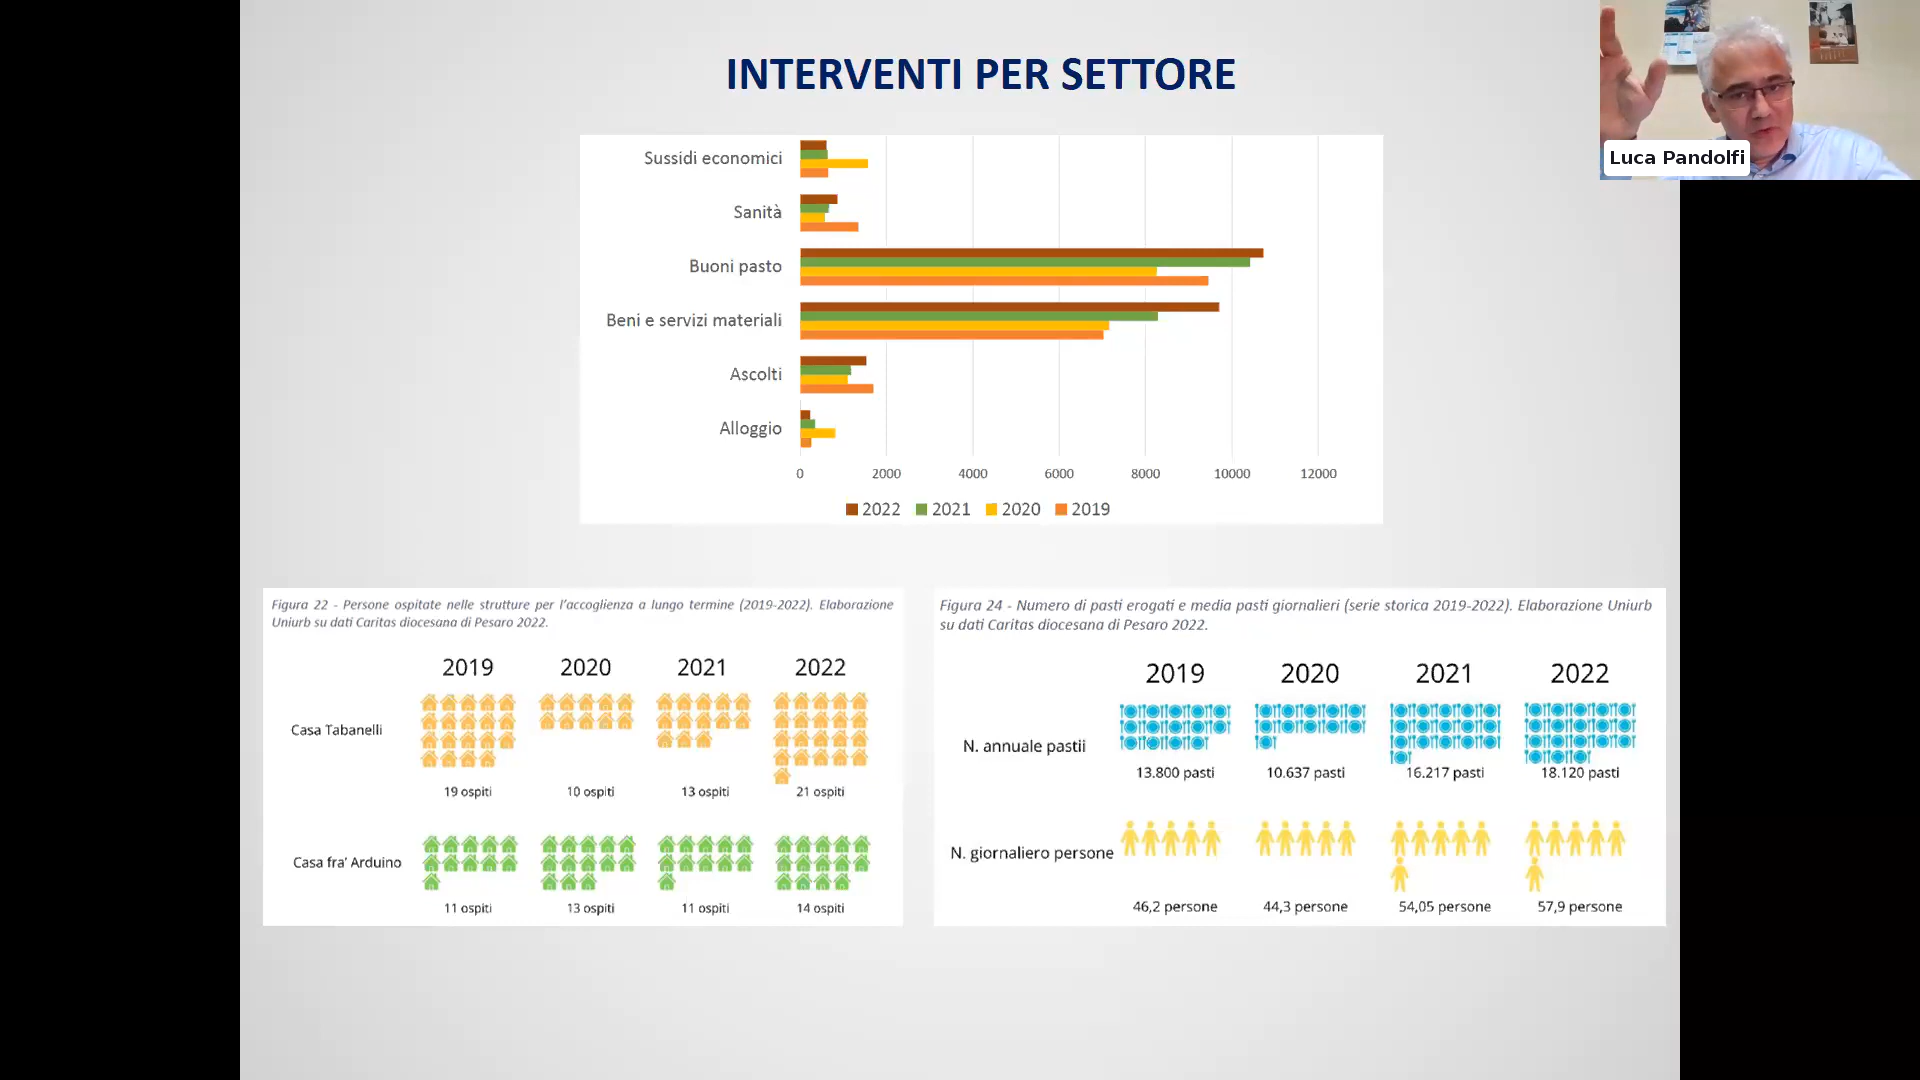 INTERVENTI PER SETTORE
Luca Pandolfi
Sussidi economici
Sanità
Buoni pasto
Beni e servizi materiali
Ascolti
Alloggio
0 2000 4000 6000 8000 10000 12000
2022 2021 2020 2019
Figura 22 - Persone ospitate nelle strutture per l'accoglienza a lungo termine (2019-2022). Elaborazione
Uniurb su dati Caritas diocesana di Pesaro 2022.
2019 2020 2021 2022
Casa Tabanelli
19 ospiti 10 ospiti 13 ospiti 21 ospiti
Casa fra' Arduino
11 ospiti 13 ospiti 11 ospiti 14 ospiti
Figura 24 - Numero di pasti erogati e media pasti giornalieri (serie storica 2019-2022). Elaborazione Uniurb
su dati Caritas diocesana di Pesaro 2022.
2019 2020 2021 2022
N. annuale pastii
13.800 pasti 10.637 pasti 16.217 pasti 18.120 pasti
N. giornaliero persone
46,2 persone 44,3 persone 54,05 persone 57,9 persone